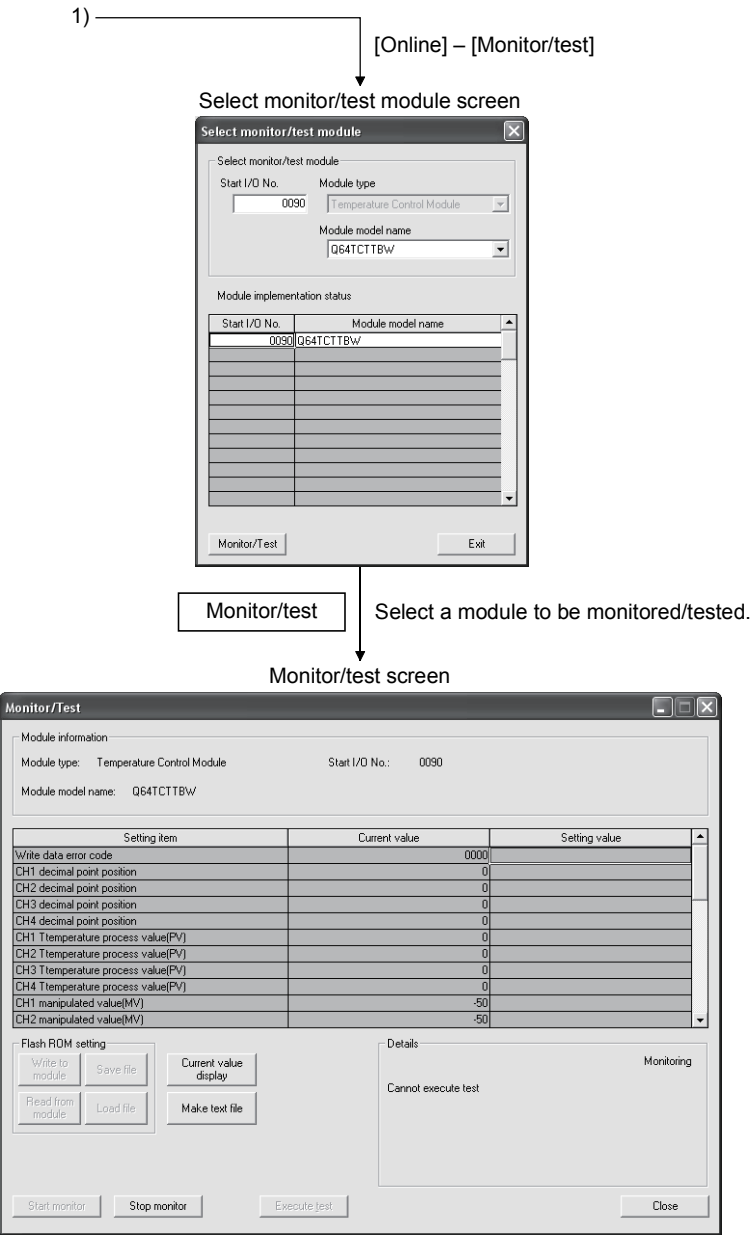 1)
[Online] – [Monitor/test]
Select monitor/test module screen
Select monitor/test module
Select monitor/test module
Start I/O No. Module type
0090 Temperature Control Module
Module model name
Q64TCTTBW
Module implementation status
Start I/O No. Module model name
0090 Q64TCTTBW
Monitor/Test Exit
Monitor/test Select a module to be monitored/tested.
Monitor/test screen
Monitor/Test
Module information
Module type: Temperature Control Module Start I/O No.: 0090
Module model name: Q64TCTTBW
Setting item Current value Setting value
Write data error code 0000
CH1 decimal point position 0
CH2 decimal point position 0
CH3 decimal point position 0
CH4 decimal point position 0
CH1 Ttemperature process value(PV) 0
CH2 Ttemperature process value(PV) 0
CH3 Ttemperature process value(PV) 0
CH4 Ttemperature process value(PV) 0
CH1 manipulated value(MV) -50
CH2 manipulated value(MV) -50
Flash ROM setting
Write to module Save file Current value display
Read from module Load file Make text file
Details
Monitoring
Cannot execute test
Start monitor Stop monitor Execute test Close